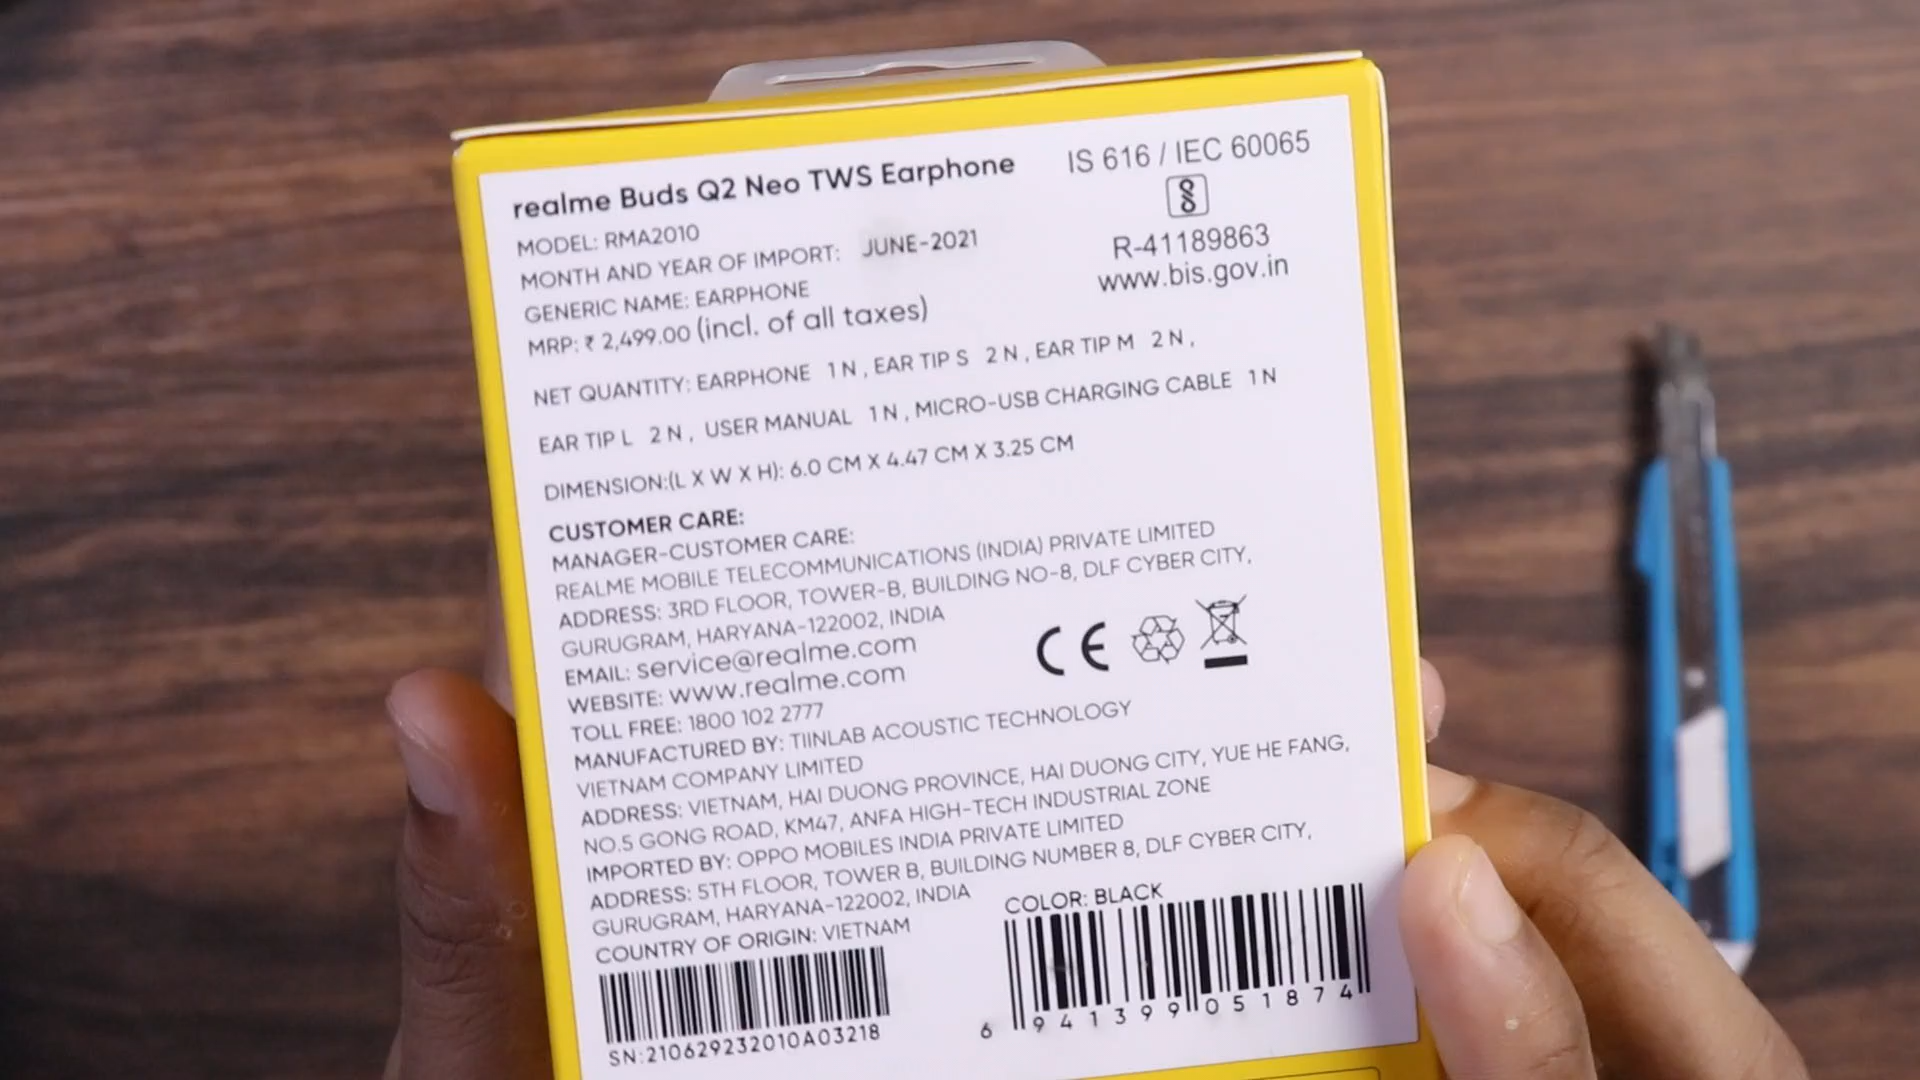 realme Buds Q2 Neo TWS Earphone
MODEL: RMA2010
MONTH AND YEAR OF IMPORT: JUNE-2021
GENERIC NAME: EARPHONE
MRP: ₹ 2,499.00 (incl. of all taxes)
IS 616 / IEC 60065
R-41189863
www.bis.gov.in
NET QUANTITY: EARPHONE 1 N , EAR TIP S 2 N , EAR TIP M 2 N ,
EAR TIP L 2 N , USER MANUAL 1 N , MICRO-USB CHARGING CABLE 1 N
DIMENSION:(L X W X H): 6.0 CM X 4.47 CM X 3.25 CM
CUSTOMER CARE:
MANAGER-CUSTOMER CARE:
REALME MOBILE TELECOMMUNICATIONS (INDIA) PRIVATE LIMITED
ADDRESS: 3RD FLOOR, TOWER-B, BUILDING NO-8, DLF CYBER CITY,
GURUGRAM, HARYANA-122002, INDIA
EMAIL: service@realme.com
WEBSITE: www.realme.com
TOLL FREE: 1800 102 2777
CE
MANUFACTURED BY: TIINLAB ACOUSTIC TECHNOLOGY
VIETNAM COMPANY LIMITED
ADDRESS: VIETNAM, HAI DUONG PROVINCE, HAI DUONG CITY, YUE HE FANG,
NO.5 GONG ROAD, KM47, ANFA HIGH-TECH INDUSTRIAL ZONE
IMPORTED BY: OPPO MOBILES INDIA PRIVATE LIMITED
ADDRESS: 5TH FLOOR, TOWER B, BUILDING NUMBER 8, DLF CYBER CITY,
GURUGRAM, HARYANA-122002, INDIA
COUNTRY OF ORIGIN: VIETNAM
SN:210629232010A03218
COLOR: BLACK
6 941399 051874